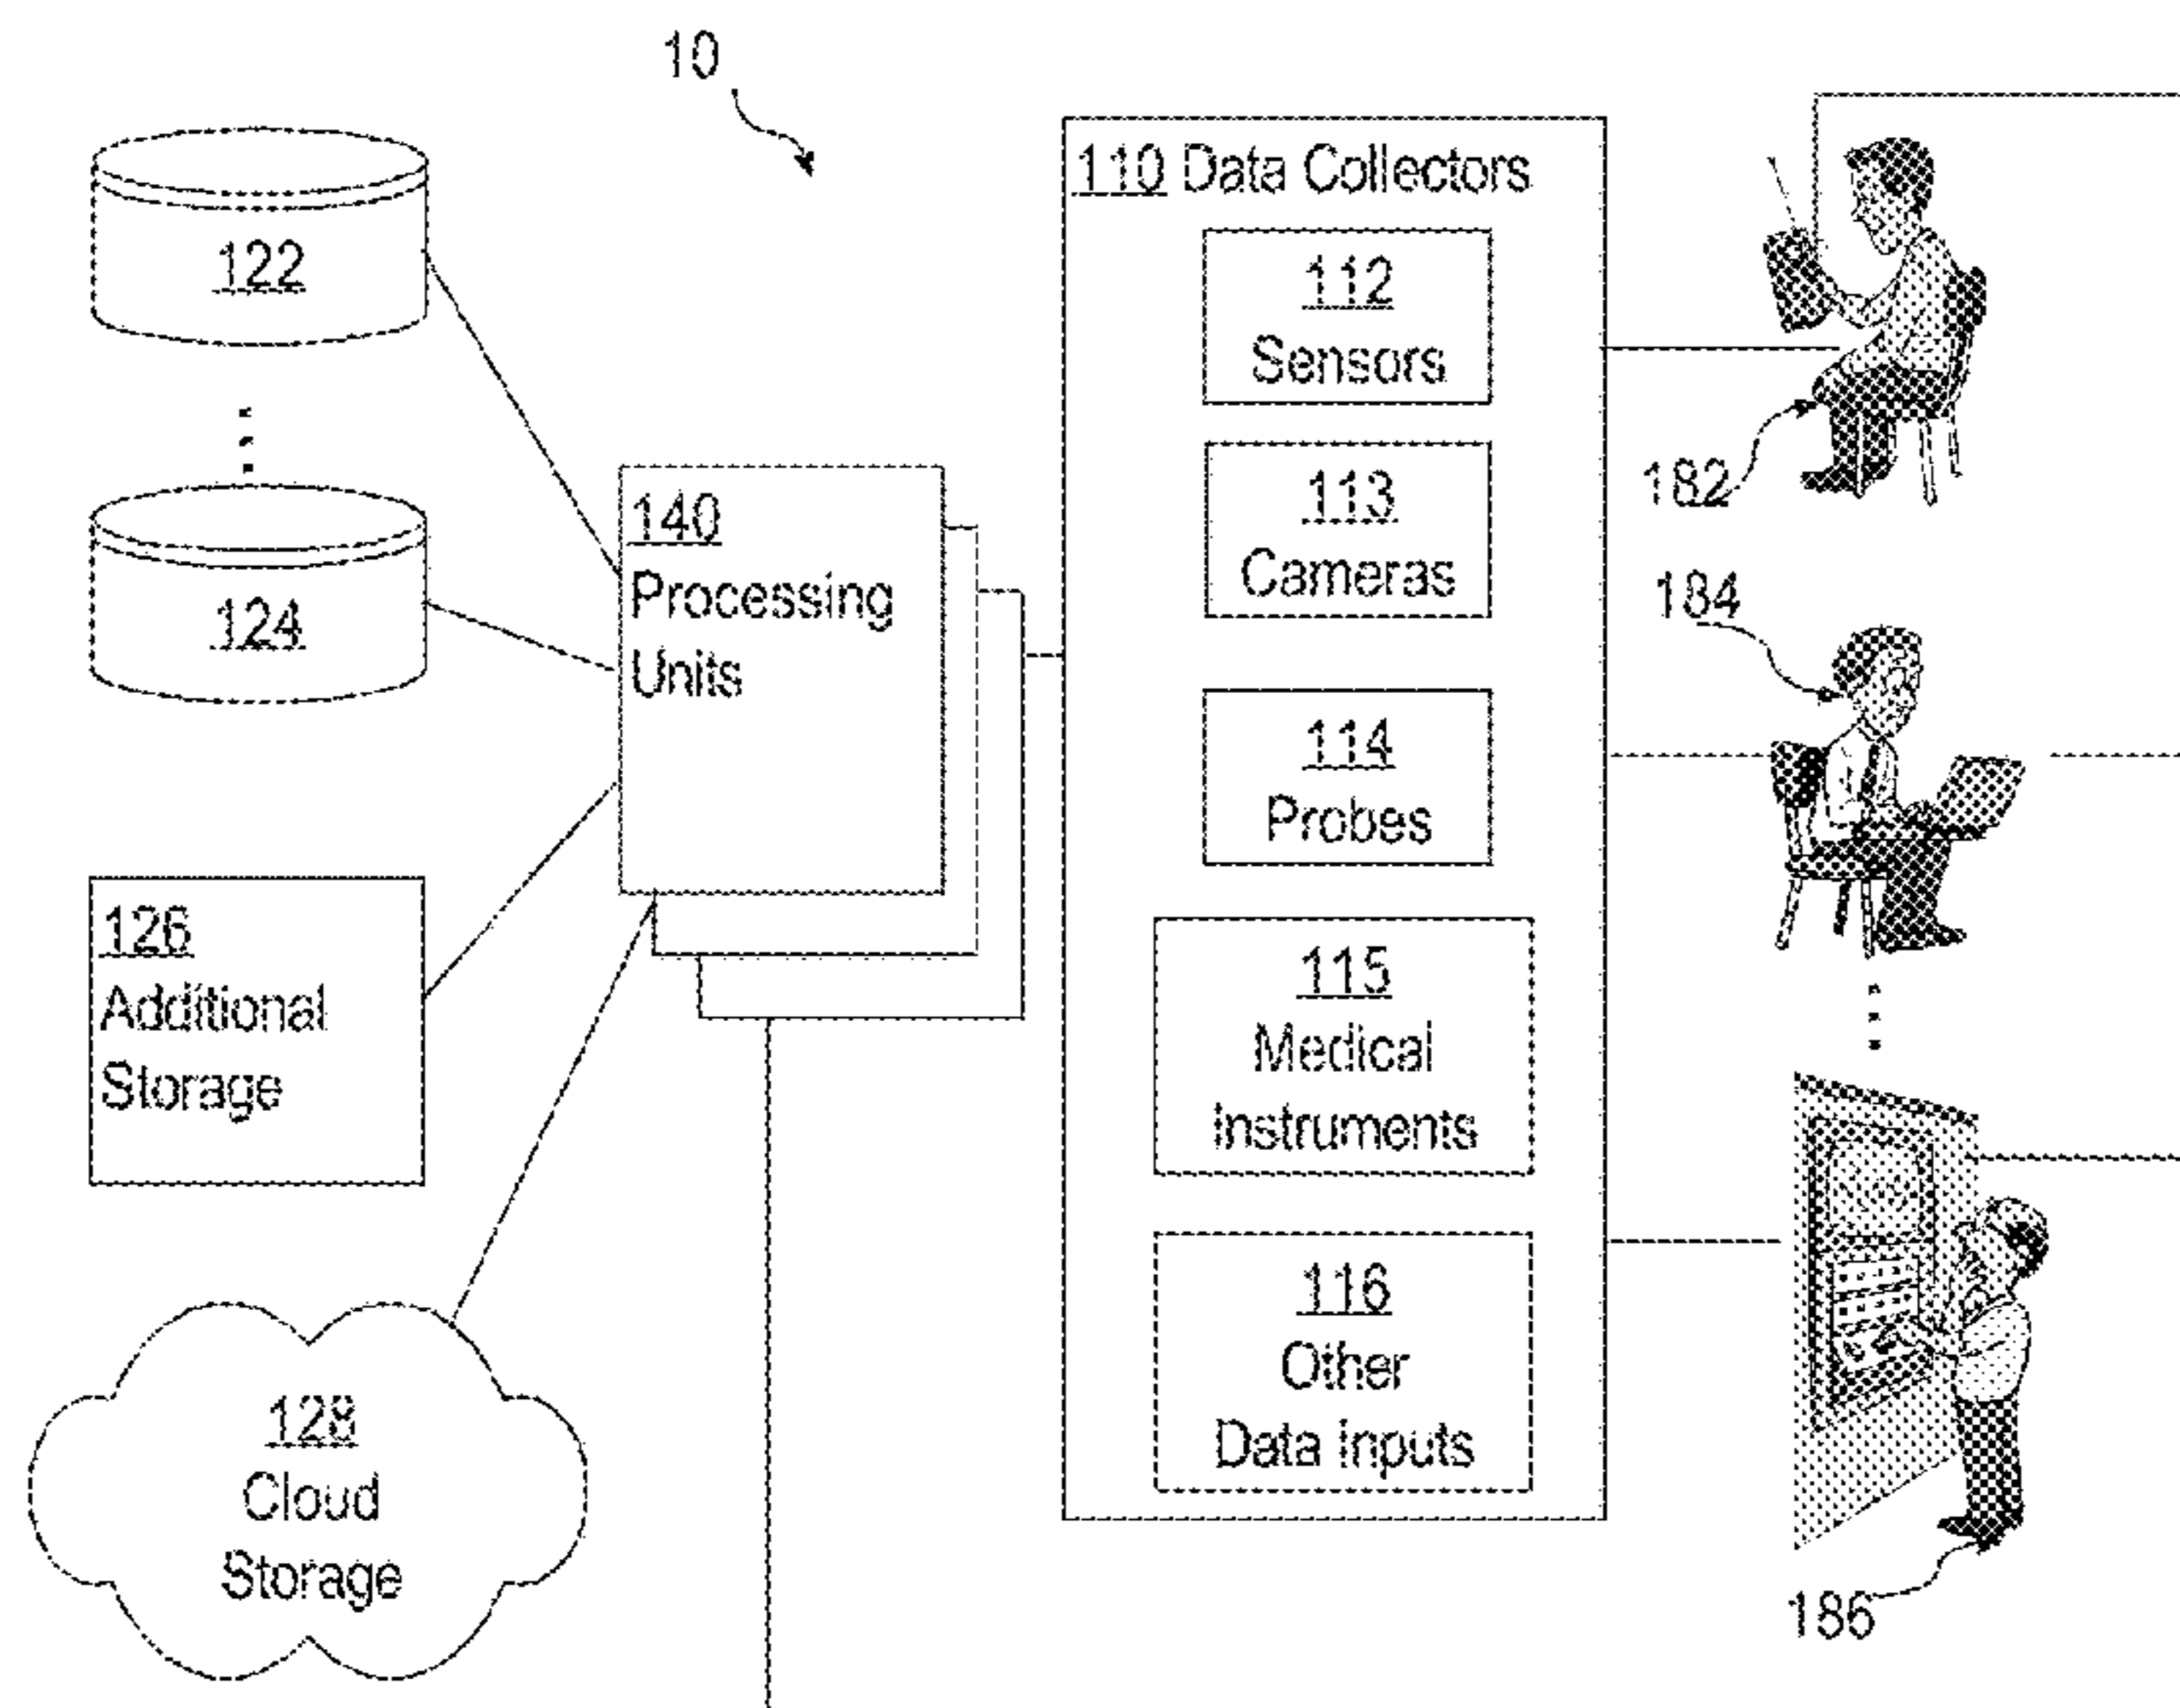 10
122
124
126
Additional
Storage
128
Cloud
Storage
140
Processing
Units
110 Data Collectors
112
Sensors
113
Cameras
114
Probes
115
Medical
Instruments
116
Other
Data Inputs
182
184
186